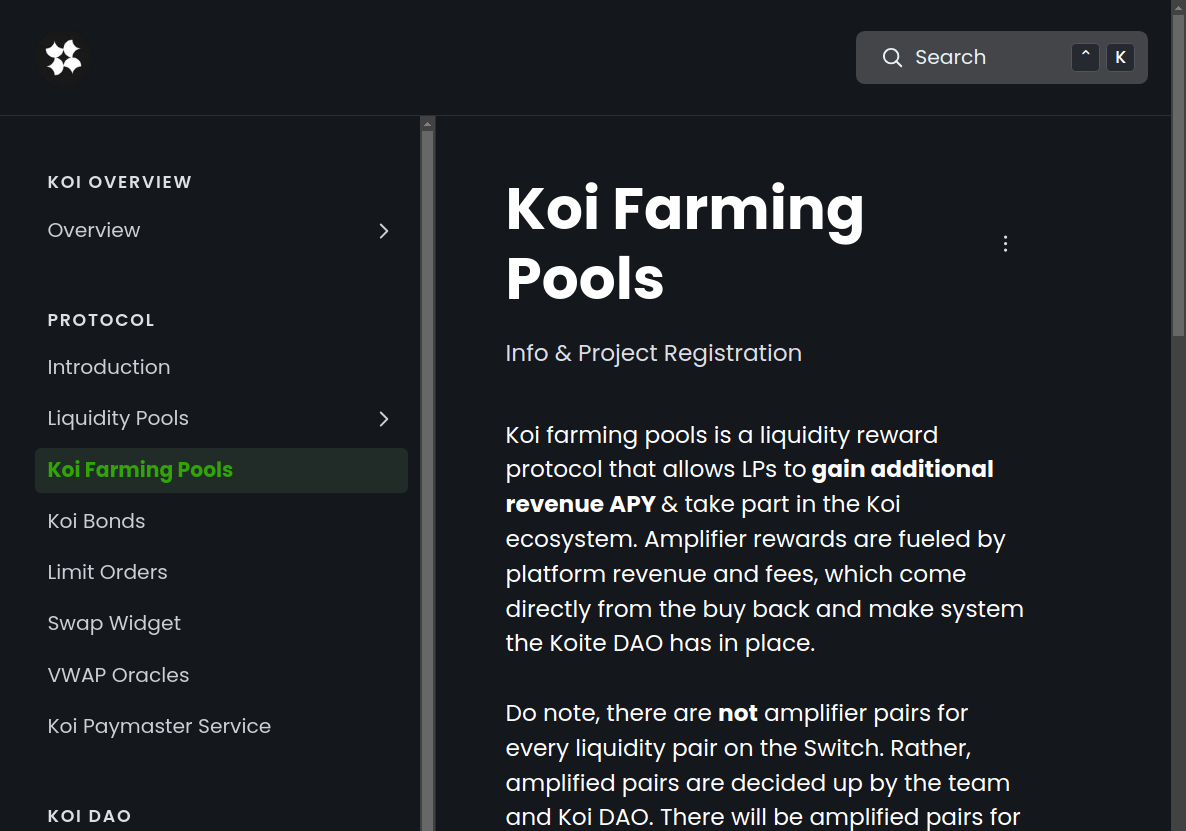 Search
^ K
KOI OVERVIEW
Overview
PROTOCOL
Introduction
Liquidity Pools
Koi Farming Pools
Koi Bonds
Limit Orders
Swap Widget
VWAP Oracles
Koi Paymaster Service
KOI DAO
Koi Farming
Pools
Info & Project Registration
Koi farming pools is a liquidity reward
protocol that allows LPs to gain additional
revenue APY & take part in the Koi
ecosystem. Amplifier rewards are fueled by
platform revenue and fees, which come
directly from the buy back and make system
the Koite DAO has in place.
Do note, there are not amplifier pairs for
every liquidity pair on the Switch. Rather,
amplified pairs are decided up by the team
and Koi DAO. There will be amplified pairs for